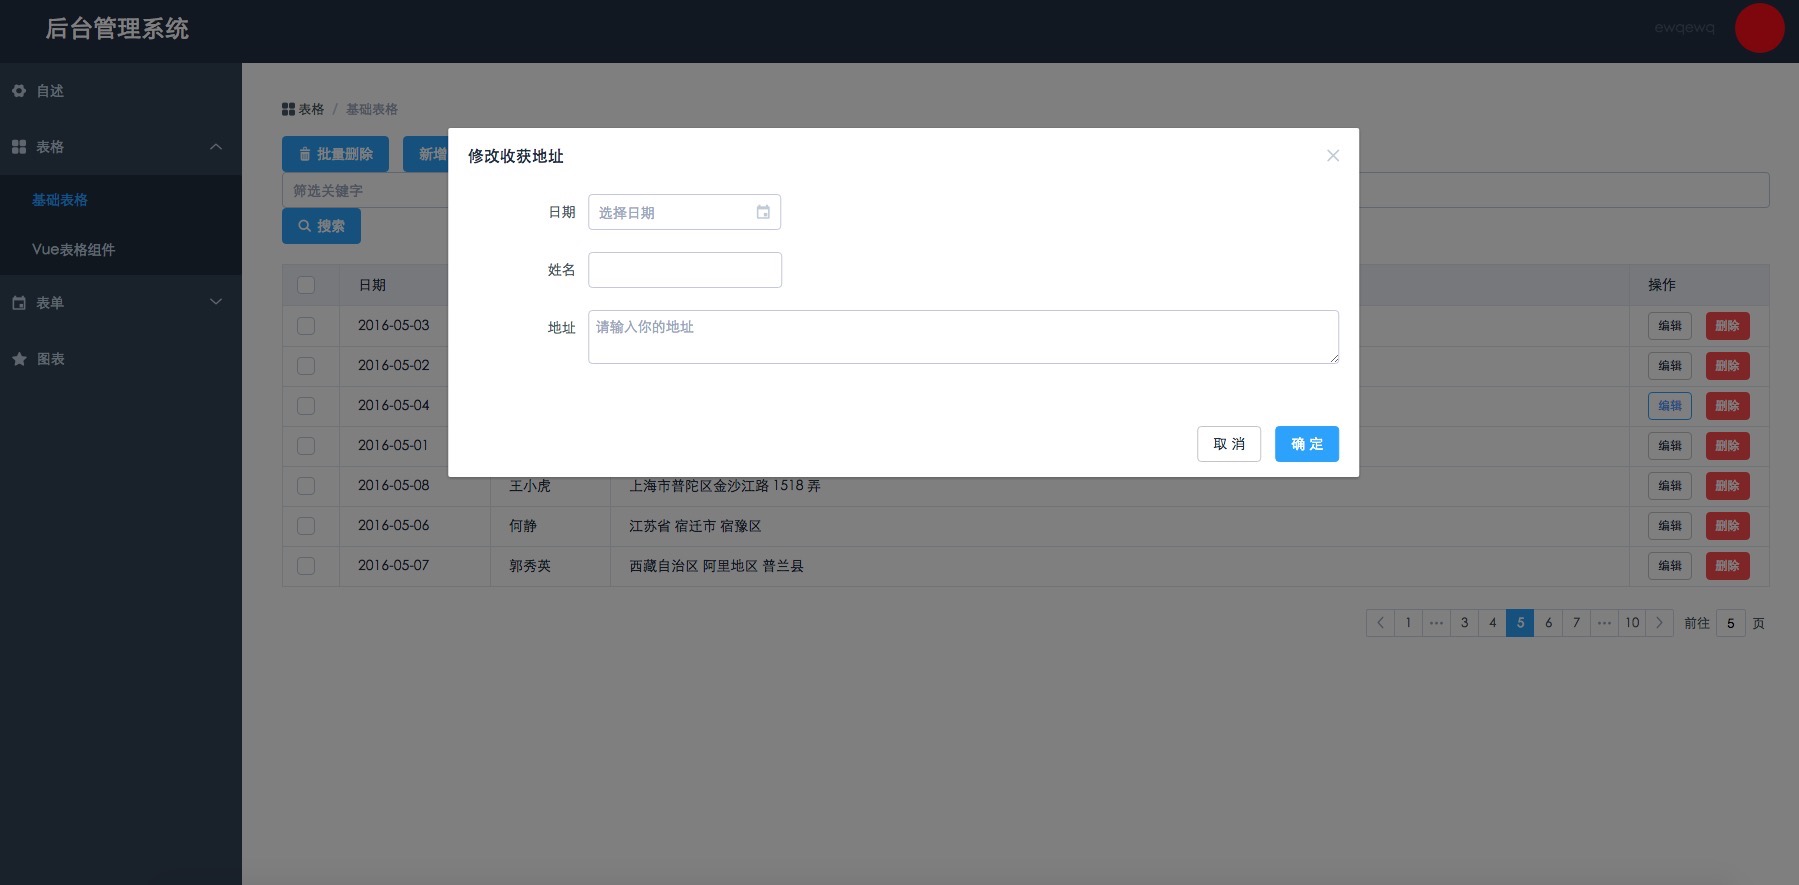 后台管理系统
ewqewq
自述
表格
基础表格
Vue表格组件
表单
图表
表格 / 基础表格
批量删除
新增
筛选关键字
搜索
修改收获地址
日期 选择日期
姓名
地址 请输入你的地址
取 消 确 定
日期 操作
2016-05-03 编辑 删除
2016-05-02 编辑 删除
2016-05-04 编辑 删除
2016-05-01 编辑 删除
2016-05-08 王小虎 上海市普陀区金沙江路 1518 弄 编辑 删除
2016-05-06 何静 江苏省 宿迁市 宿豫区 编辑 删除
2016-05-07 郭秀英 西藏自治区 阿里地区 普兰县 编辑 删除
1 ··· 3 4 5 6 7 ··· 10 前往 5 页